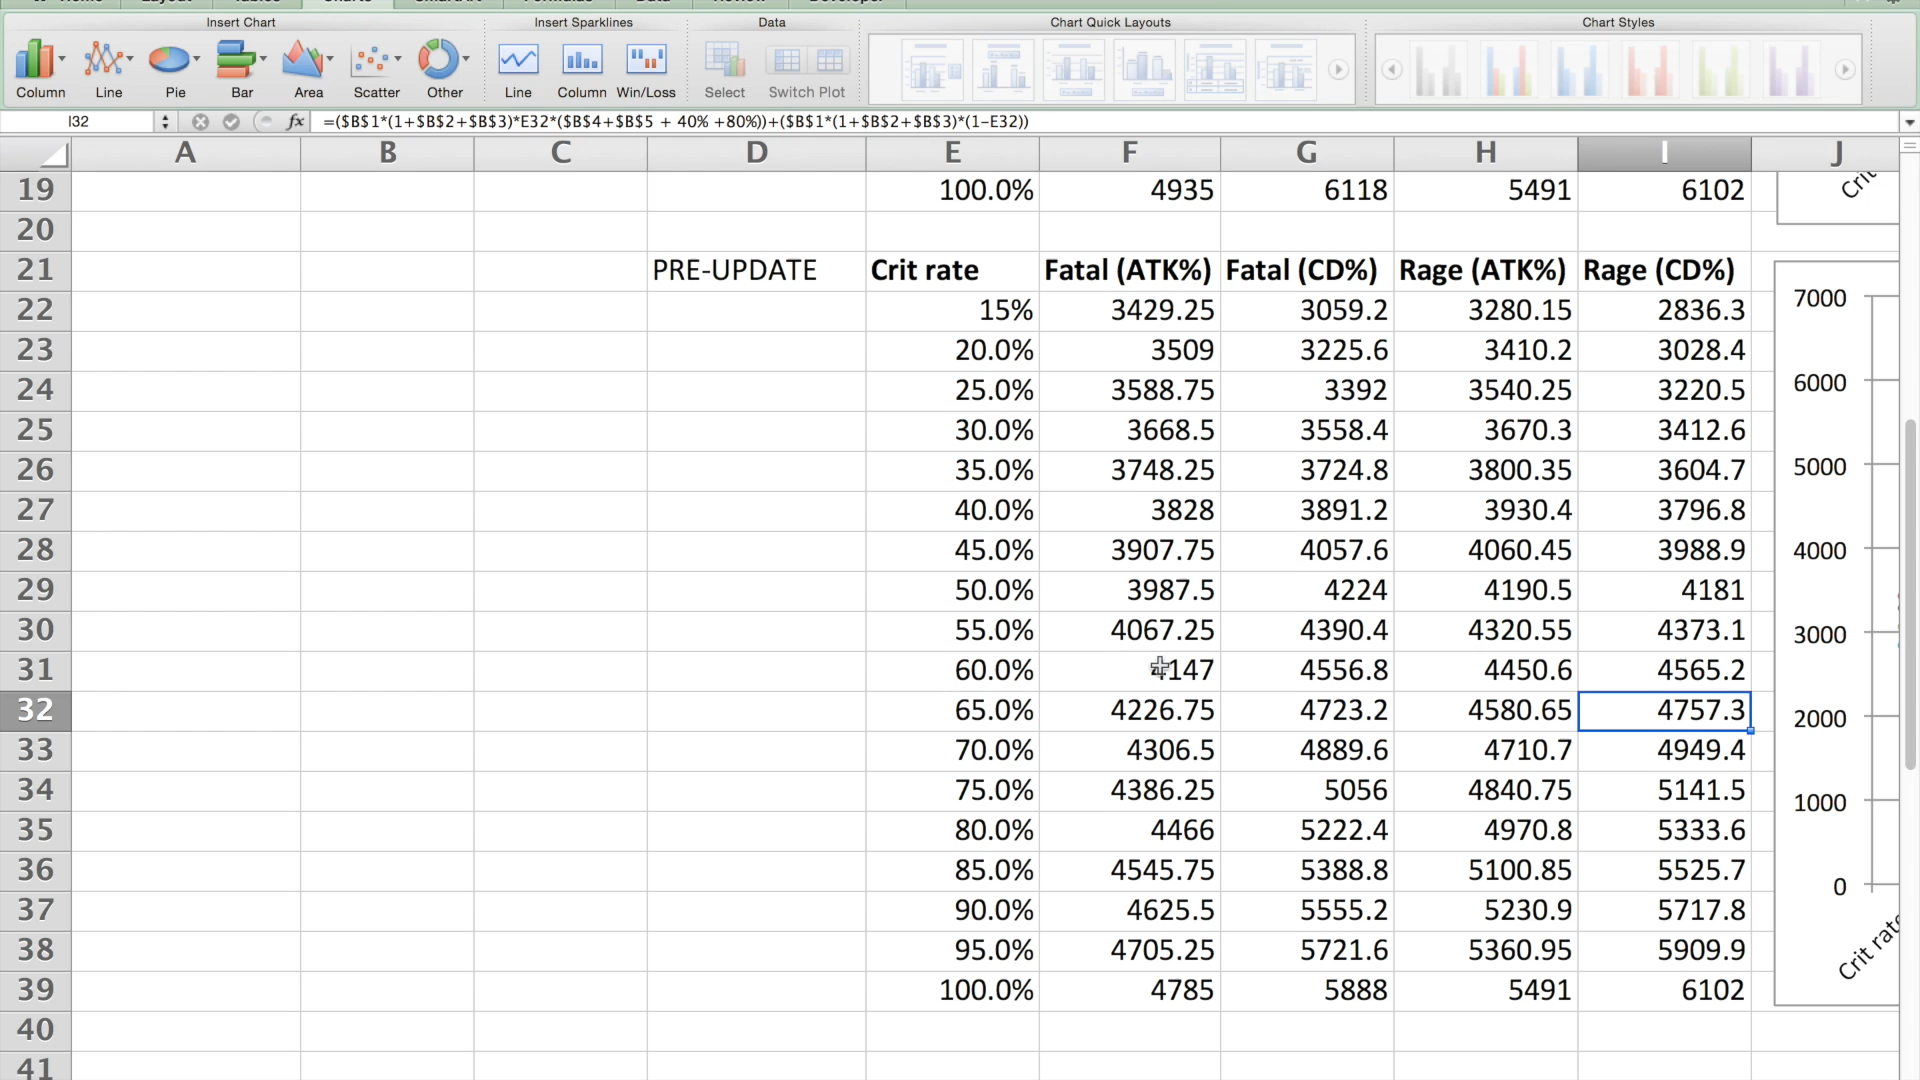 Home Layout Tables Charts SmartArt Formulas Data Review Developer
Insert Chart Insert Sparklines Data Chart Quick Layouts Chart Styles
Column Line Pie Bar Area Scatter Other Line Column Win/Loss Select Switch Plot
I32 fx =($B$1*(1+$B$2+$B$3)*E32*($B$4+$B$5 + 40% +80%))+($B$1*(1+$B$2+$B$3)*(1-E32))
A B C D E F G H I J
19 100.0% 4935 6118 5491 6102 Crit
20
21 PRE-UPDATE Crit rate Fatal (ATK%) Fatal (CD%) Rage (ATK%) Rage (CD%)
22 15% 3429.25 3059.2 3280.15 2836.3 7000
23 20.0% 3509 3225.6 3410.2 3028.4
24 25.0% 3588.75 3392 3540.25 3220.5 6000
25 30.0% 3668.5 3558.4 3670.3 3412.6
26 35.0% 3748.25 3724.8 3800.35 3604.7 5000
27 40.0% 3828 3891.2 3930.4 3796.8
28 45.0% 3907.75 4057.6 4060.45 3988.9 4000
29 50.0% 3987.5 4224 4190.5 4181
30 55.0% 4067.25 4390.4 4320.55 4373.1 3000
31 60.0% 4147 4556.8 4450.6 4565.2
32 65.0% 4226.75 4723.2 4580.65 4757.3 2000
33 70.0% 4306.5 4889.6 4710.7 4949.4
34 75.0% 4386.25 5056 4840.75 5141.5 1000
35 80.0% 4466 5222.4 4970.8 5333.6
36 85.0% 4545.75 5388.8 5100.85 5525.7 0
37 90.0% 4625.5 5555.2 5230.9 5717.8
38 95.0% 4705.25 5721.6 5360.95 5909.9 Crit rate
39 100.0% 4785 5888 5491 6102
40
41